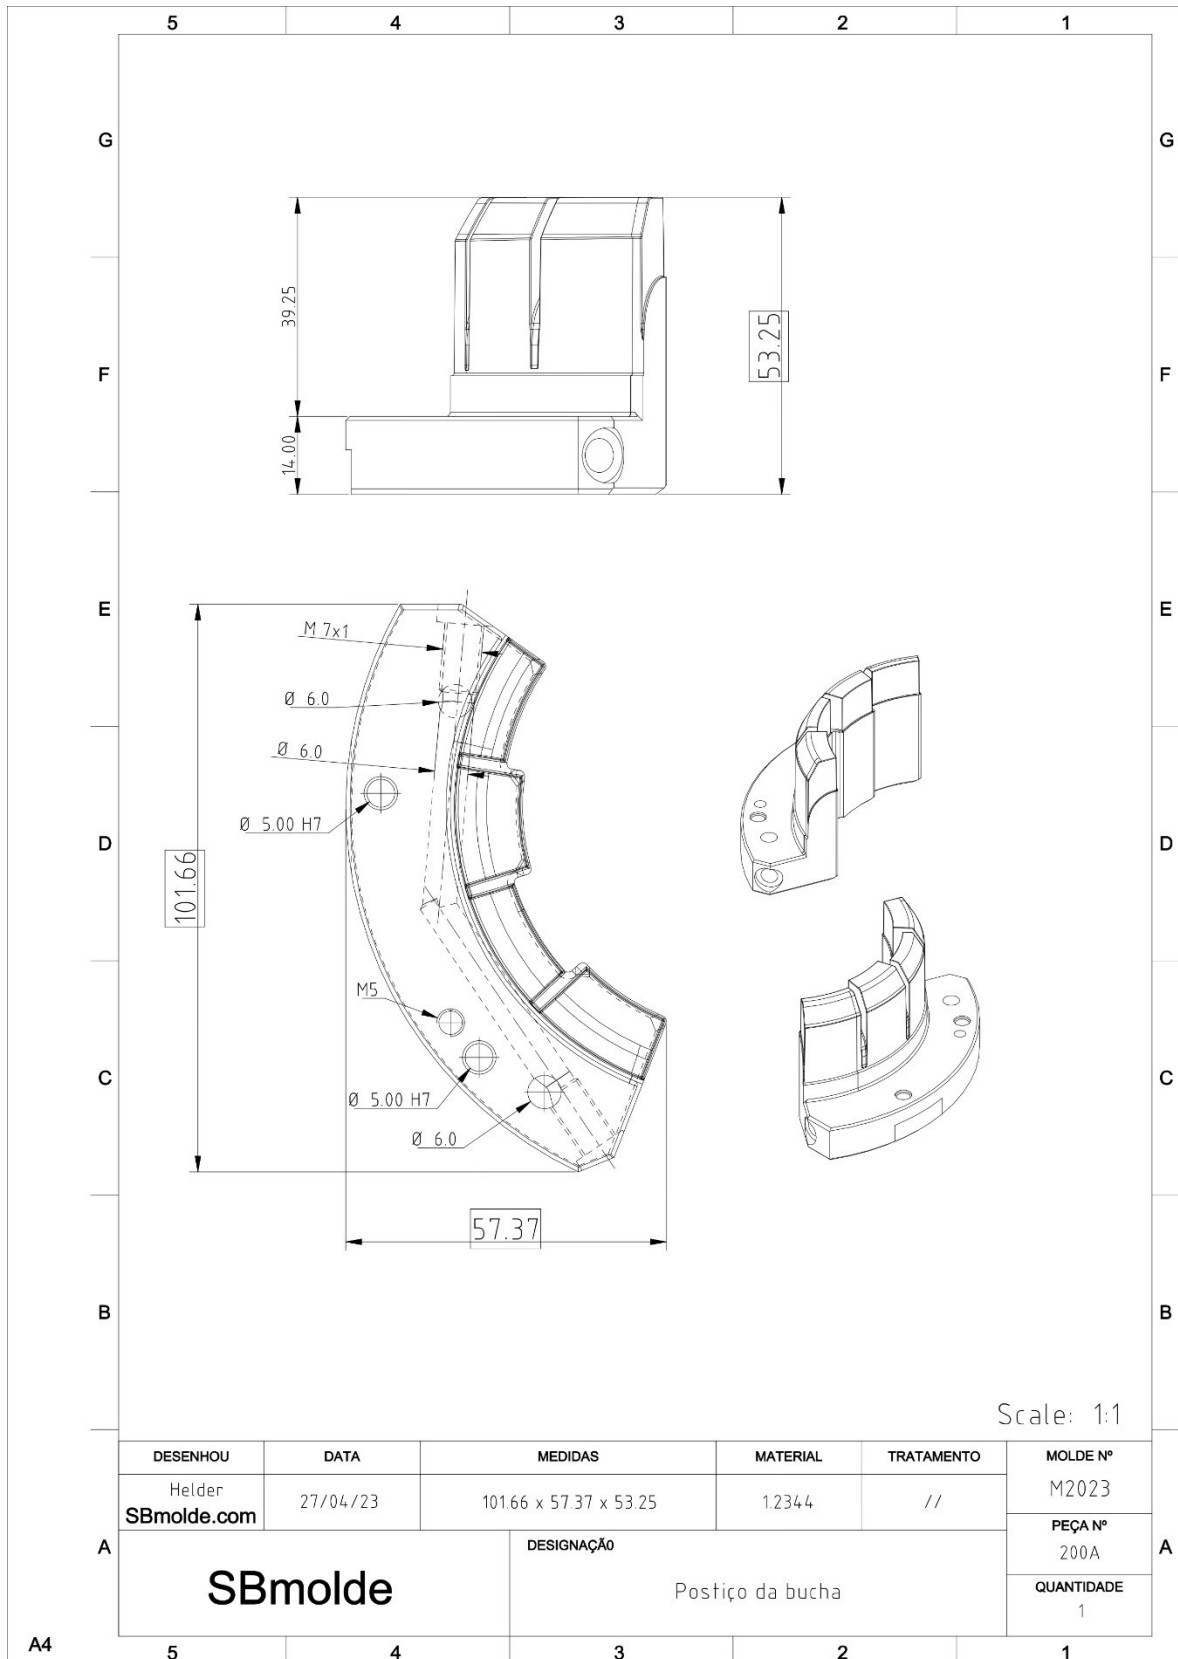 5 4 3 2 1
G G
39.25
53.25
F F
14.00
E E
M 7x1
Ø 6.0
Ø 6.0
Ø 5.00 H7
D D
101.66
M5
C C
Ø 5.00 H7
Ø 6.0
57.37
B B
Scale: 1:1
DESENHOU DATA MEDIDAS MATERIAL TRATAMENTO MOLDE Nº
Helder
SBmolde.com 27/04/23 101.66 x 57.37 x 53.25 1.2344 // M2023
PEÇA Nº
200A
A A
DESIGNAÇÃ0
SBmolde Postiço da bucha
QUANTIDADE
1
A4
5 4 3 2 1